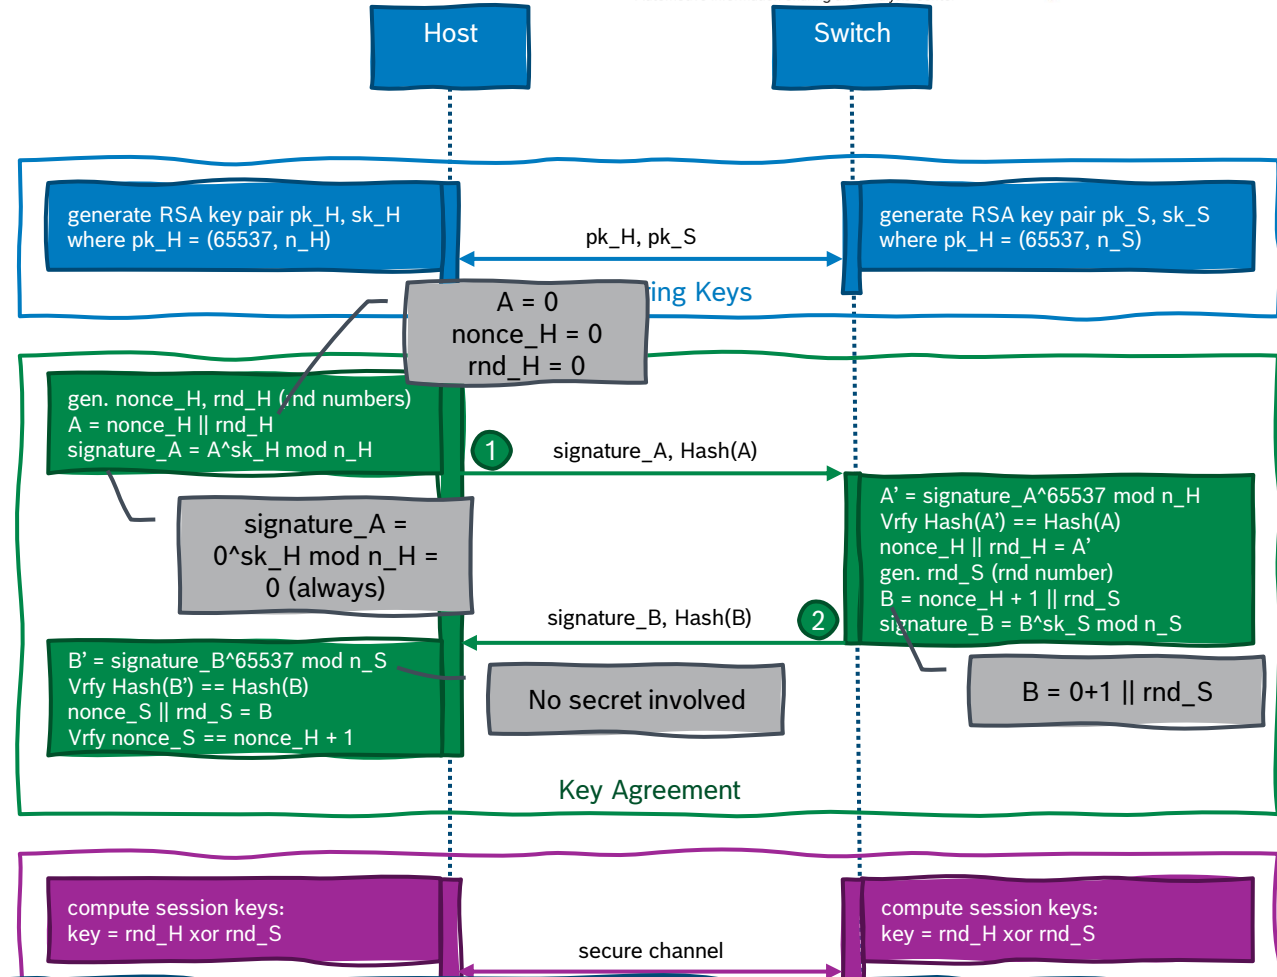 Host
Switch
generate RSA key pair pk_H, sk_H
where pk_H = (65537, n_H)
pk_H, pk_S
generate RSA key pair pk_S, sk_S
where pk_H = (65537, n_S)
ring Keys
A = 0
nonce_H = 0
rnd_H = 0
gen. nonce_H, rnd_H (rnd numbers)
A = nonce_H || rnd_H
signature_A = A^sk_H mod n_H
1
signature_A, Hash(A)
signature_A =
0^sk_H mod n_H =
0 (always)
A’ = signature_A^65537 mod n_H
Vrfy Hash(A’) == Hash(A)
nonce_H || rnd_H = A’
gen. rnd_S (rnd number)
B = nonce_H + 1 || rnd_S
signature_B = B^sk_S mod n_S
signature_B, Hash(B)
2
B’ = signature_B^65537 mod n_S
Vrfy Hash(B’) == Hash(B)
nonce_S || rnd_S = B
Vrfy nonce_S == nonce_H + 1
No secret involved
B = 0+1 || rnd_S
Key Agreement
compute session keys:
key = rnd_H xor rnd_S
secure channel
compute session keys:
key = rnd_H xor rnd_S